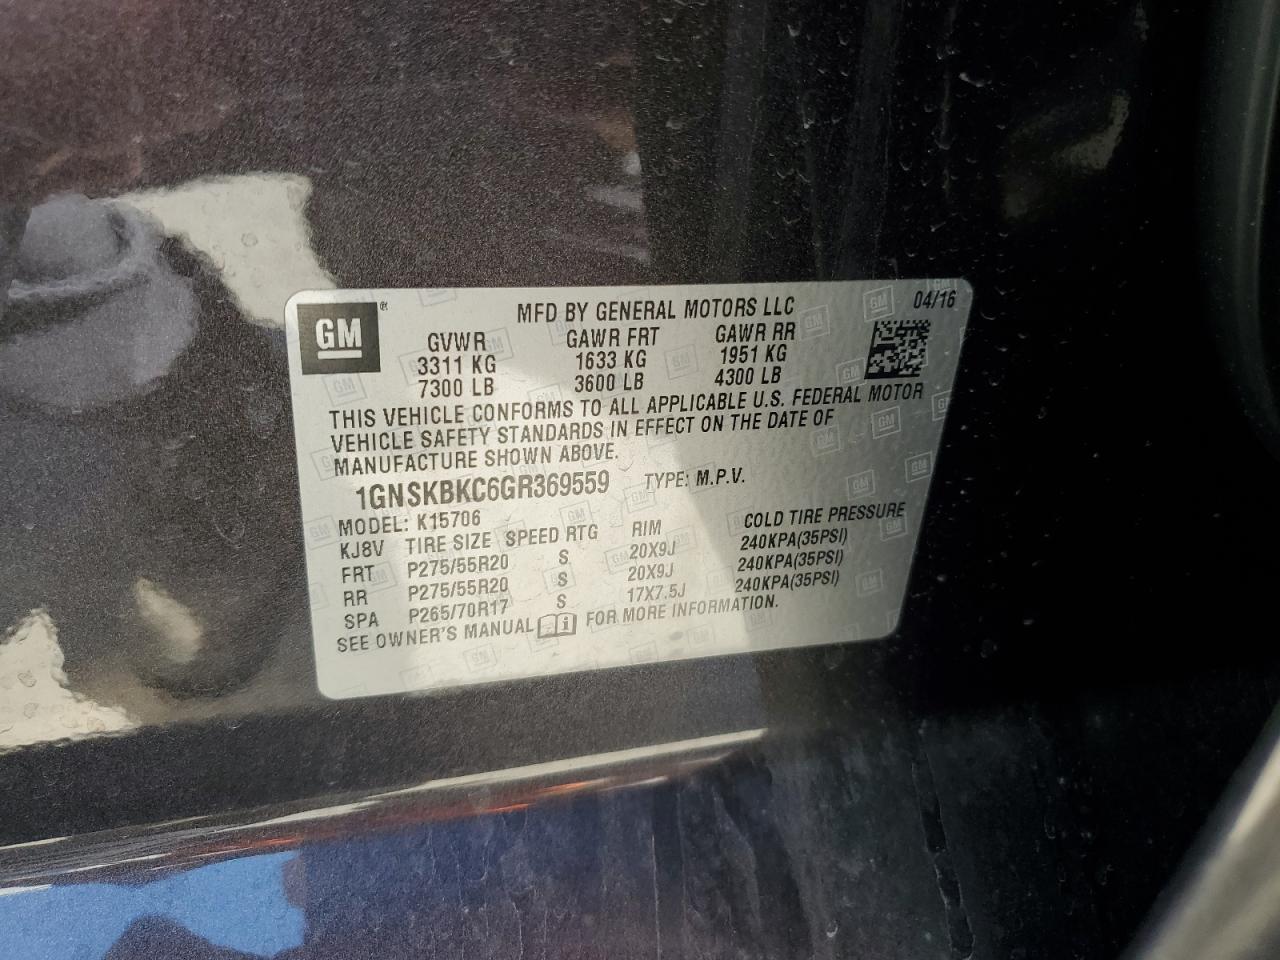 GM®
MFD BY GENERAL MOTORS LLC
04/16
GVWR GAWR FRT GAWR RR
3311 KG 1633 KG 1951 KG
7300 LB 3600 LB 4300 LB
THIS VEHICLE CONFORMS TO ALL APPLICABLE U.S. FEDERAL MOTOR
VEHICLE SAFETY STANDARDS IN EFFECT ON THE DATE OF
MANUFACTURE SHOWN ABOVE.
1GNSKBKC6GR369559 TYPE: M.P.V.
MODEL: K15706
KJ8V TIRE SIZE SPEED RTG RIM COLD TIRE PRESSURE
FRT P275/55R20 S 20X9J 240KPA(35PSI)
RR P275/55R20 S 20X9J 240KPA(35PSI)
SPA P265/70R17 S 17X7.5J 240KPA(35PSI)
SEE OWNER'S MANUAL i FOR MORE INFORMATION.